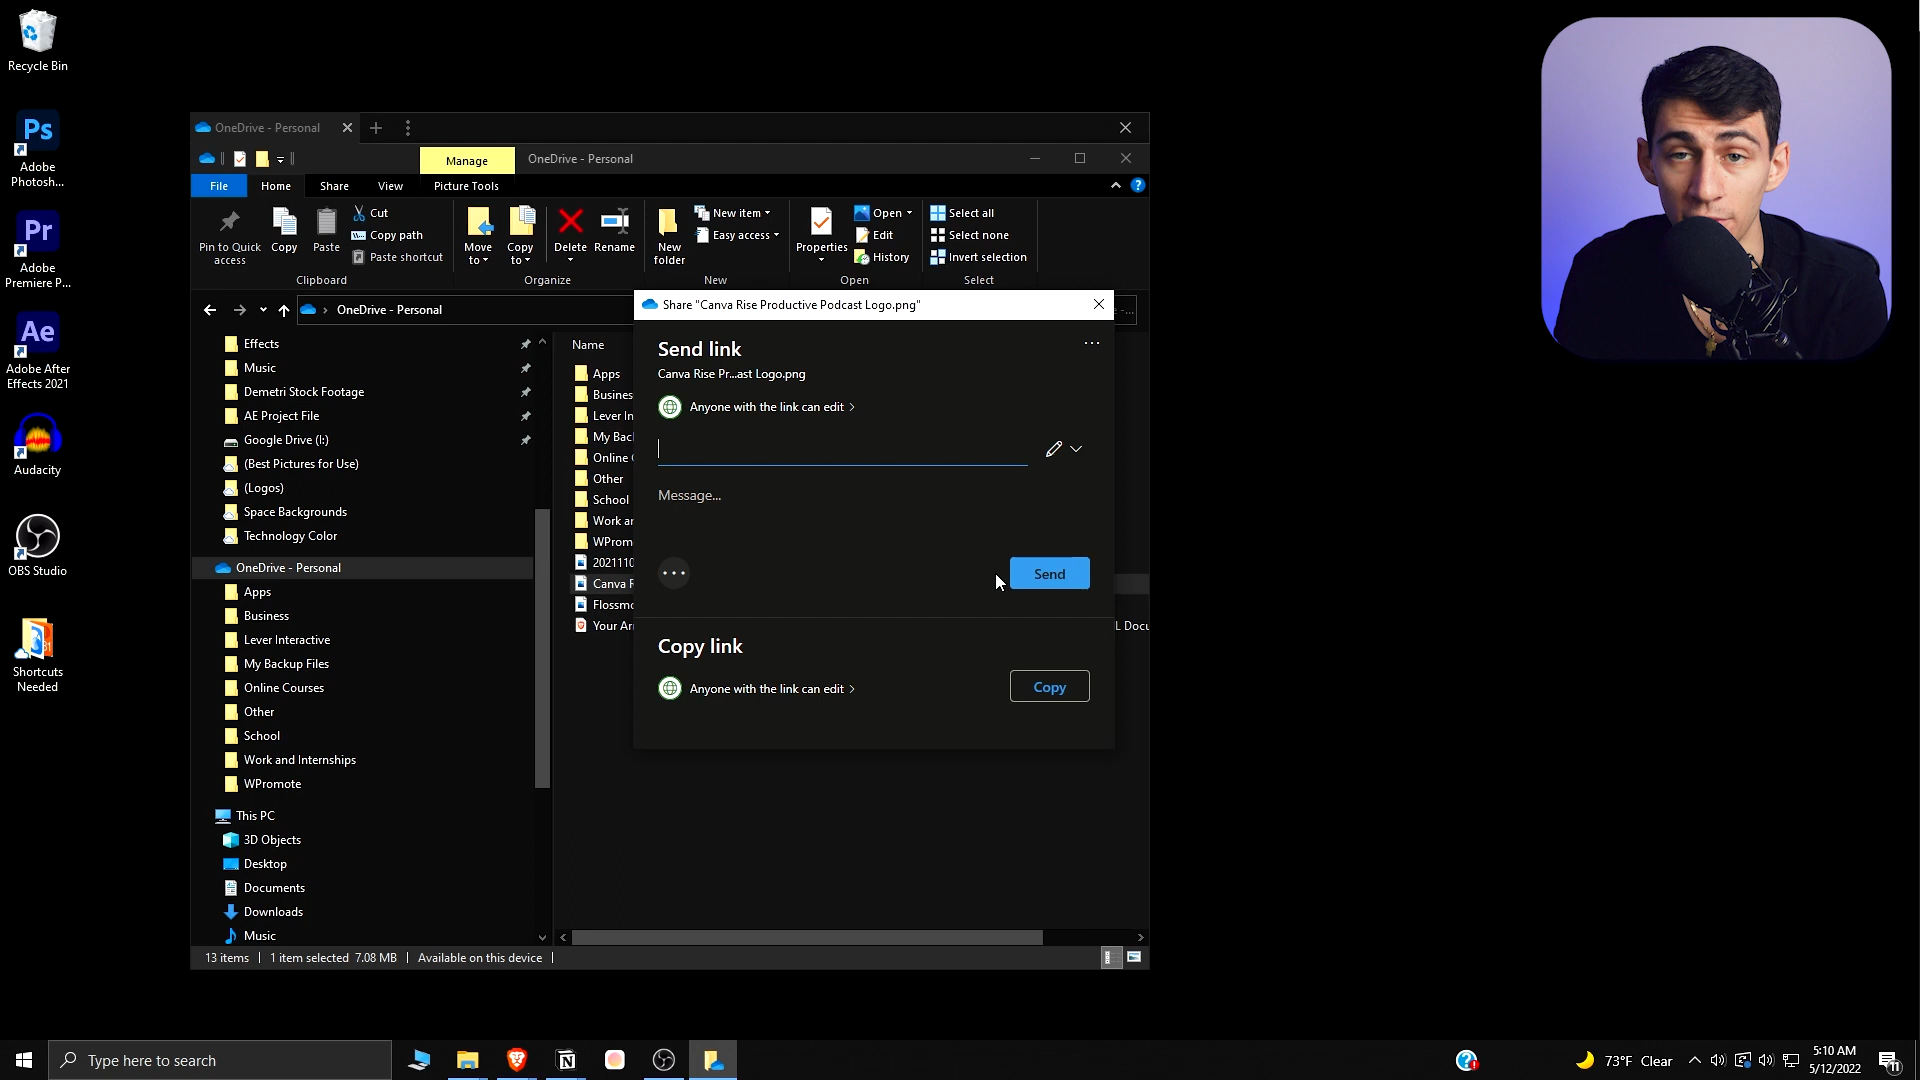 Recycle Bin
Ps
Adobe
Photosh...
Pr
Adobe
Premiere P...
Ae
Adobe After
Effects 2021
Audacity
OBS Studio
Shortcuts
Needed
OneDrive - Personal
Manage
OneDrive - Personal
File
Home
Share
View
Picture Tools
Pin to Quick
access
Copy
Paste
Cut
Copy path
Paste shortcut
Clipboard
Move
to
Copy
to
Delete
Rename
Organize
New
folder
New item
Easy access
New
Properties
Open
Edit
History
Open
Select all
Select none
Invert selection
Select
OneDrive - Personal
Effects
Music
Demetri Stock Footage
AE Project File
Google Drive (I:)
(Best Pictures for Use)
(Logos)
Space Backgrounds
Technology Color
OneDrive - Personal
Apps
Business
Lever Interactive
My Backup Files
Online Courses
Other
School
Work and Internships
WPromote
This PC
3D Objects
Desktop
Documents
Downloads
Music
Name
Apps
Busines
Lever In
My Bac
Online
Other
School
Work ar
WProm
2021110
Canva R
Flossmo
Your Am
L Docu
Share "Canva Rise Productive Podcast Logo.png"
Send link
Canva Rise Pr...ast Logo.png
Anyone with the link can edit >
Message...
Send
Copy link
Anyone with the link can edit >
Copy
13 items
1 item selected 7.08 MB
Available on this device
Type here to search
73°F Clear
5:10 AM
5/12/2022
11